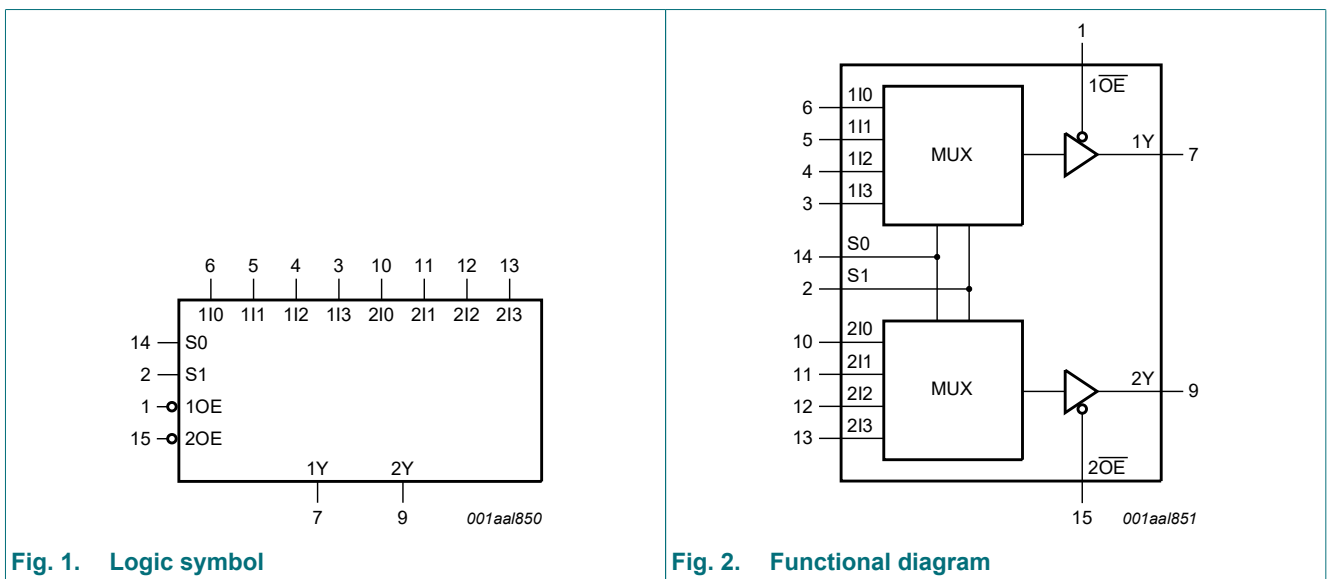 6 5 4 3 10 11 12 13
1I0 1I1 1I2 1I3 2I0 2I1 2I2 2I3
14 S0
2 S1
1 1OE
15 2OE
1Y 2Y
7 9 001aal850
Fig. 1. Logic symbol
1
1OE
6 1I0
5 1I1
4 1I2
3 1I3
MUX
1Y 7
14 S0
2 S1
10 2I0
11 2I1
12 2I2
13 2I3
MUX
2Y 9
2OE
15 001aal851
Fig. 2. Functional diagram